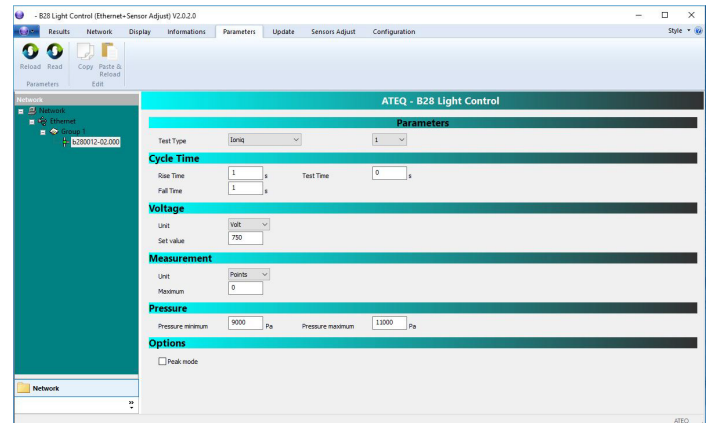 - B28 Light Control (Ethernet+Sensor Adjust) V2.0.2.0
Results Network Display Informations Parameters Update Sensors Adjust Configuration Style
Reload Read Copy Paste & Reload
Parameters Edit
Network
ATEQ - B28 Light Control
Network
Ethernet
Group 1
b280012-02.000
Parameters
Test Type Ioniq 1
Cycle Time
Rise Time 1 s Test Time 0 s
Fall Time 1 s
Voltage
Unit Volt
Set value 750
Measurement
Unit Points
Maximum 0
Pressure
Pressure minimum 9000 Pa Pressure maximum 11000 Pa
Options
Peak mode
Network
ATEQ